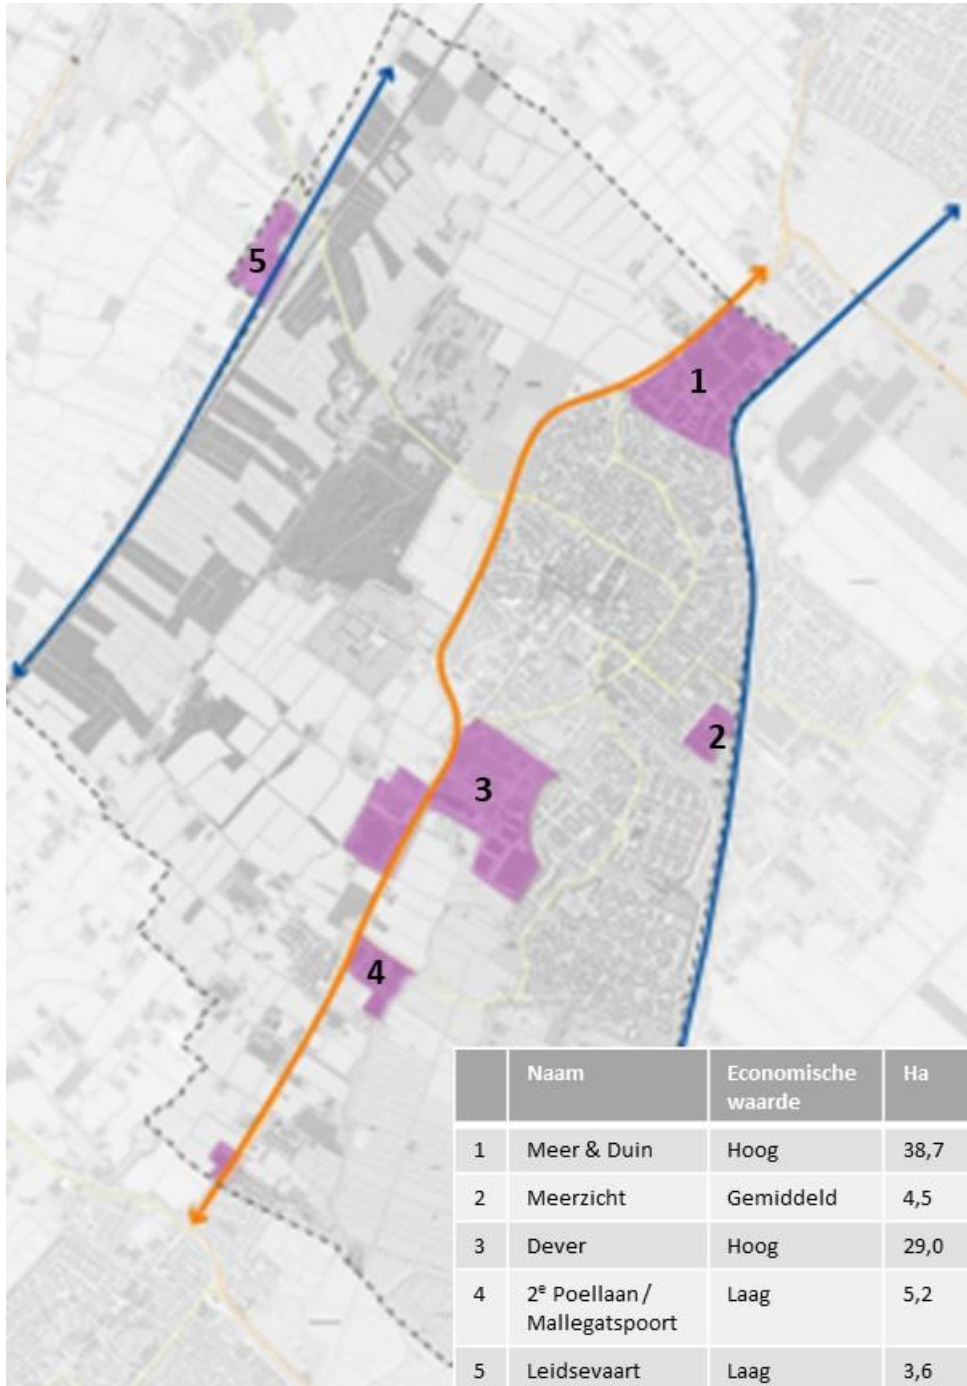 5
1
2
3
4
Naam Economische waarde Ha
1 Meer & Duin Hoog 38,7
2 Meerzicht Gemiddeld 4,5
3 Dever Hoog 29,0
4 2ᵉ Poellaan / Mallegatspoort Laag 5,2
5 Leidsevaart Laag 3,6